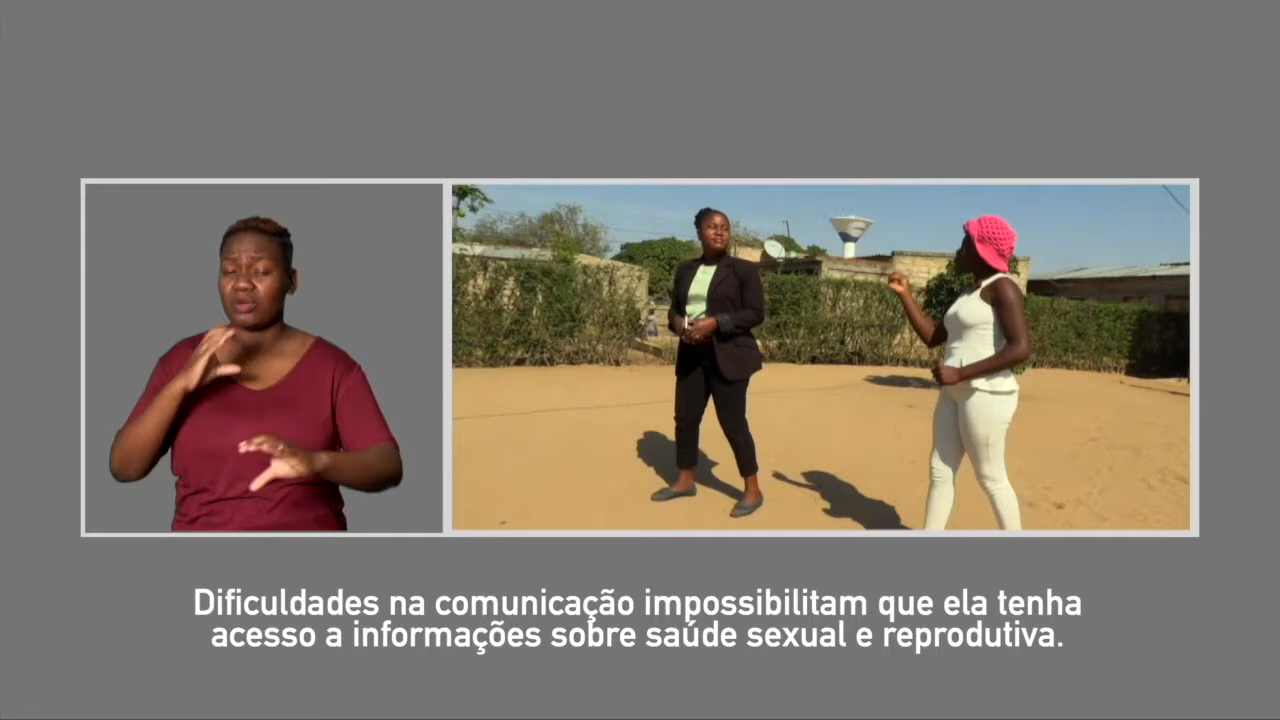 Dificuldades na comunicação impossibilitam que ela tenha
acesso a informações sobre saúde sexual e reprodutiva.